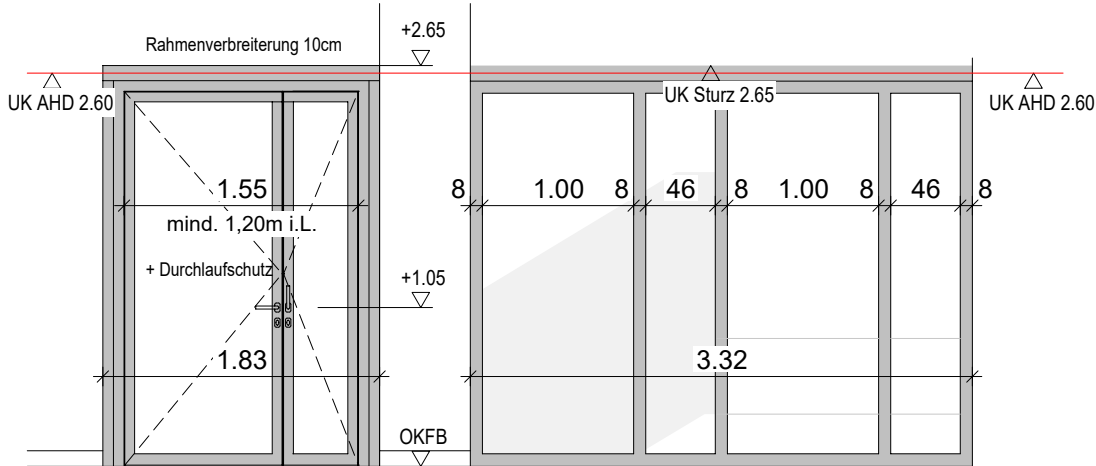 +2.65
Rahmenverbreiterung 10cm
UK AHD 2.60
UK Sturz 2.65
UK AHD 2.60
1.55
8 1.00 8 46 8 1.00 8 46 8
mind. 1,20m i.L.
+ Durchlaufschutz
+1.05
1.83
3.32
OKFB